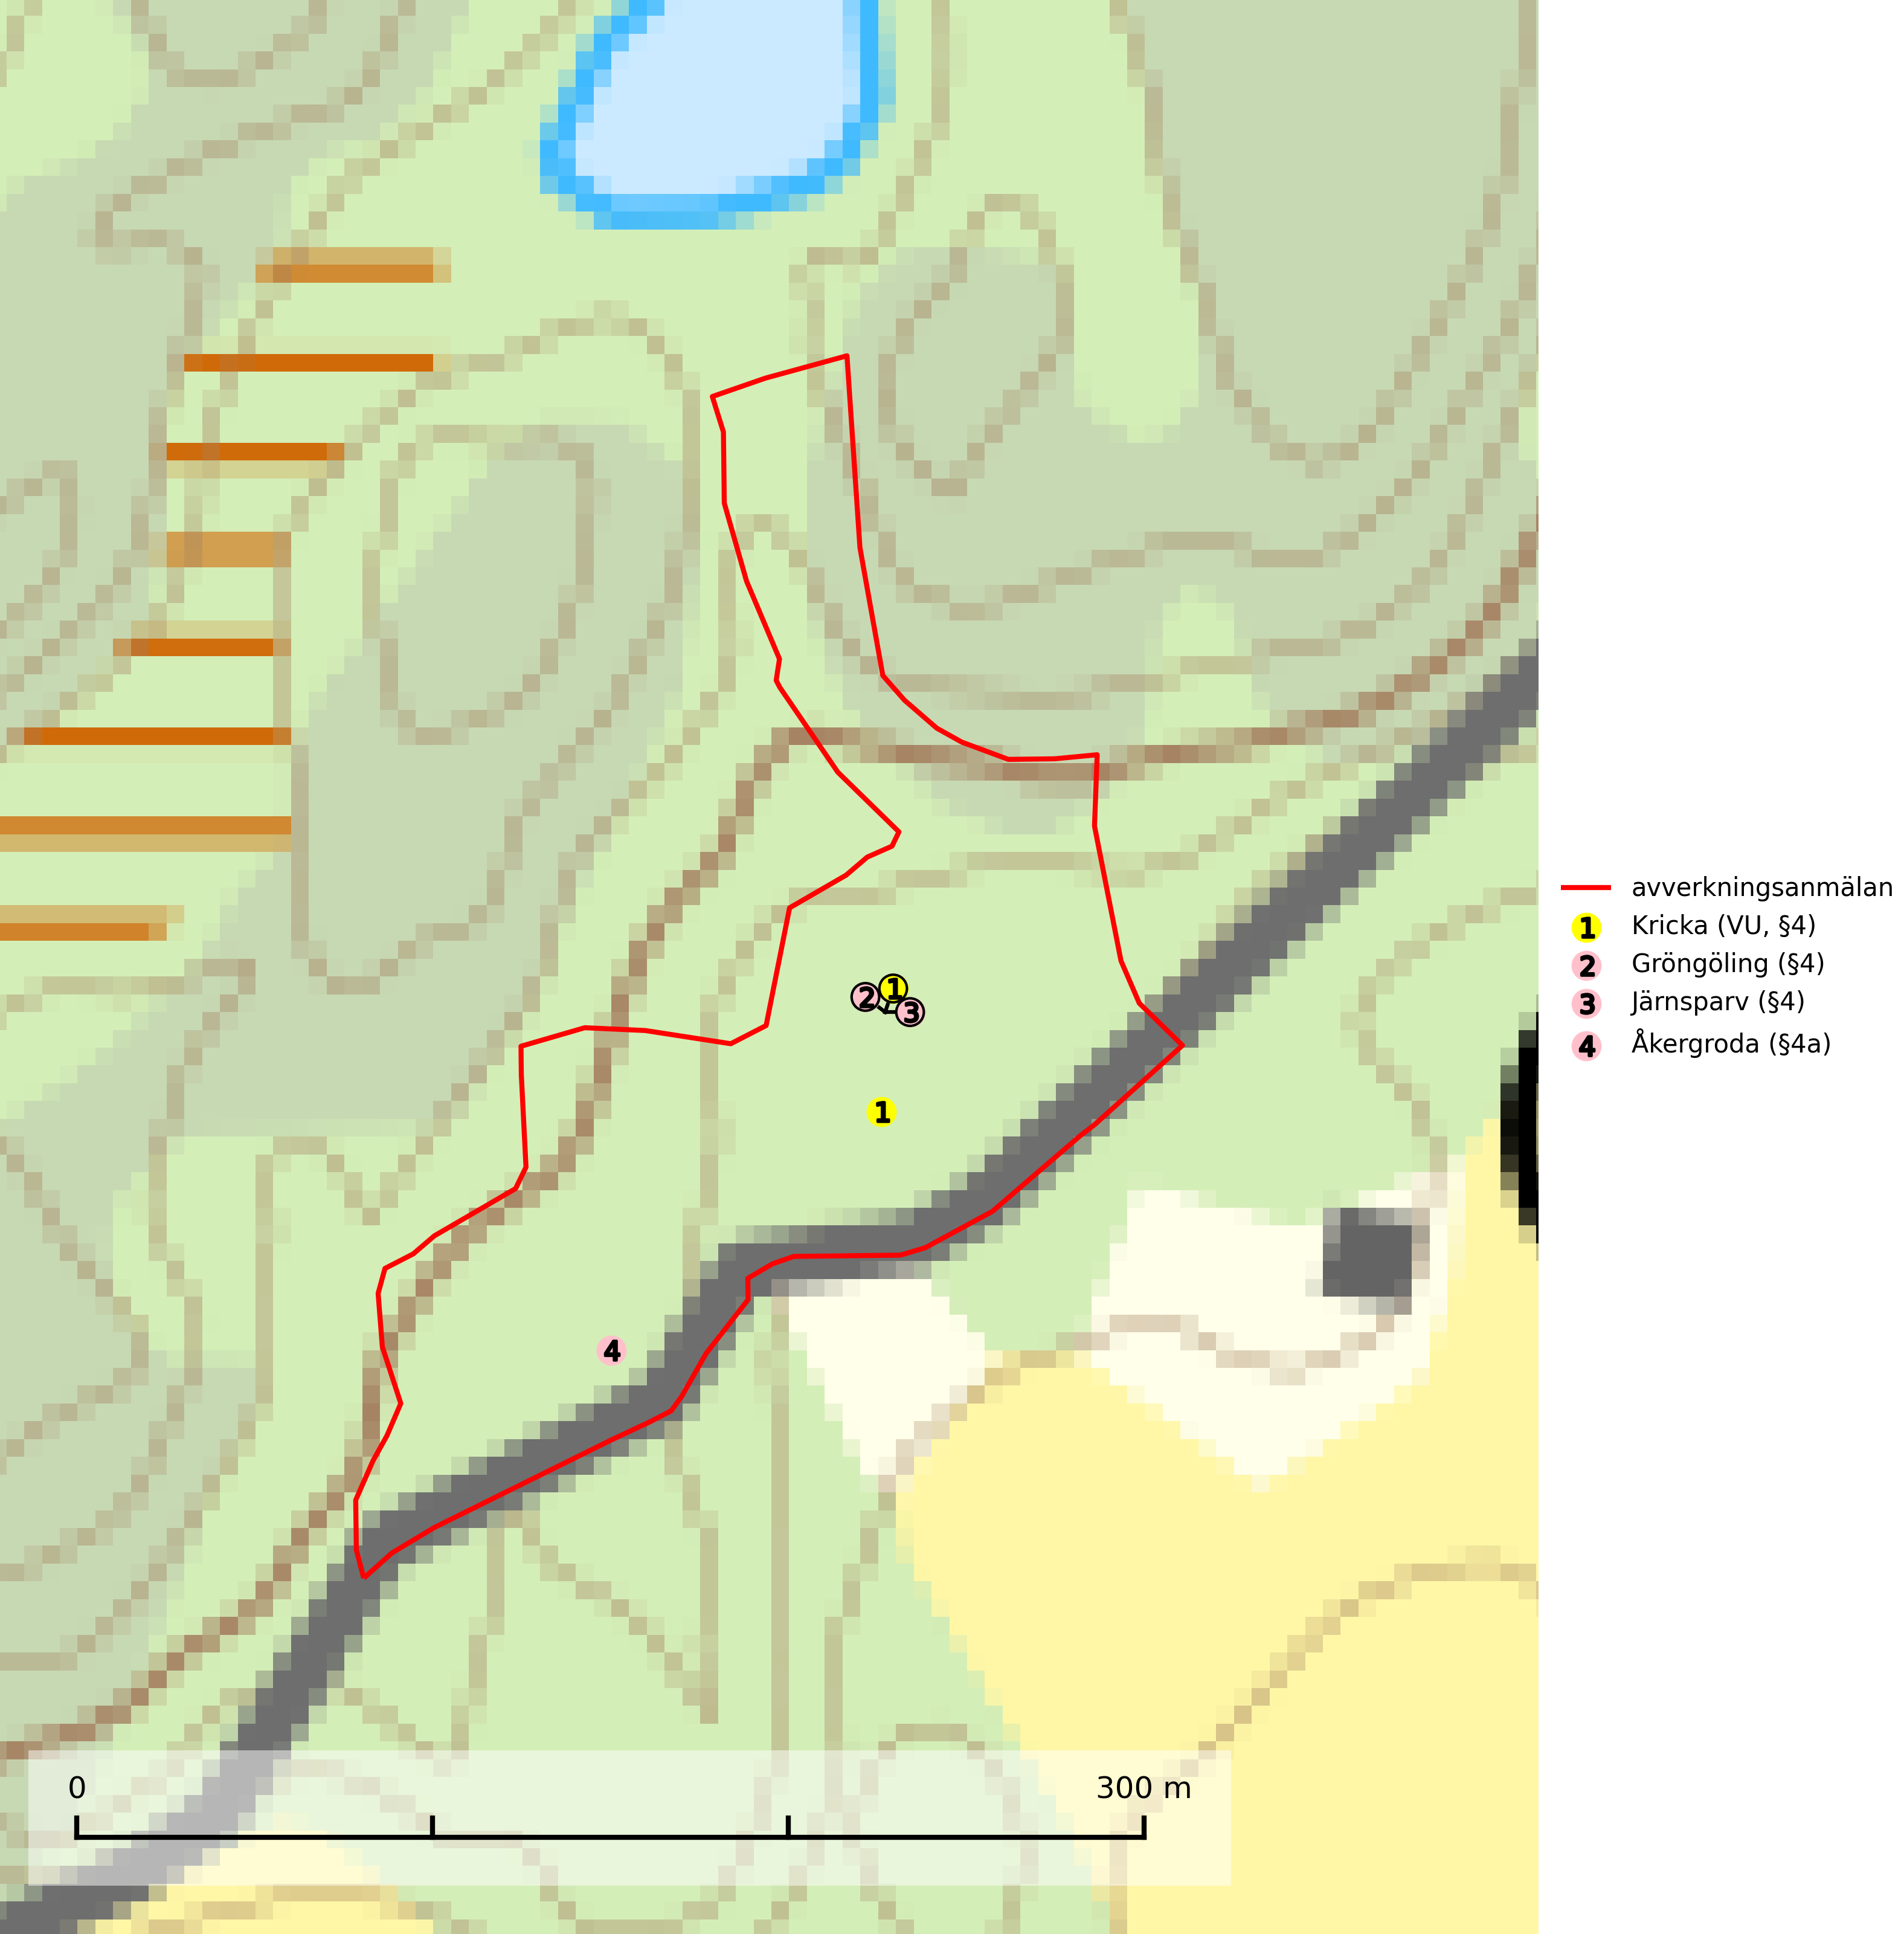 avverkningsanmälan
1 Kricka (VU, §4)
2 Gröngöling (§4)
3 Järnsparv (§4)
4 Åkergroda (§4a)
1
2
3
1
4
0 300 m